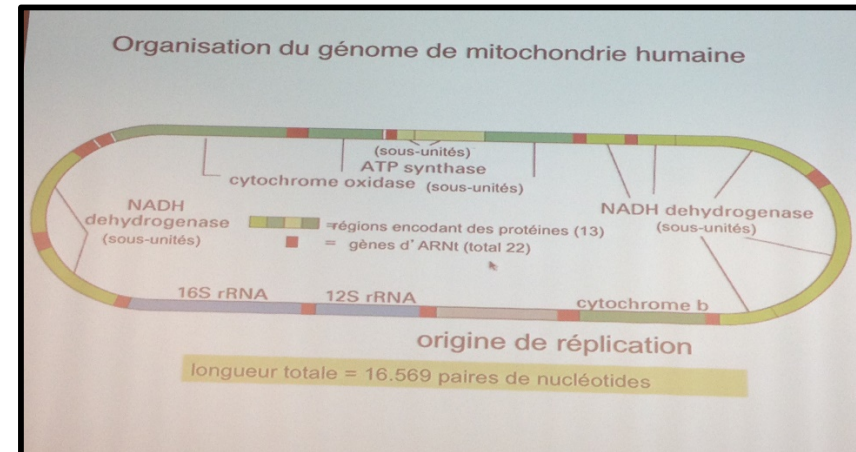 Organisation du génome de mitochondrie humaine
(sous-unités)
ATP synthase
cytochrome oxidase (sous-unités)
NADH
dehydrogenase
(sous-unités)
NADH dehydrogenase
(sous-unités)
=régions encodant des protéines (13)
= gènes d'ARNt (total 22)
16S rRNA
12S rRNA
cytochrome b
origine de réplication
longueur totale = 16.569 paires de nucléotides